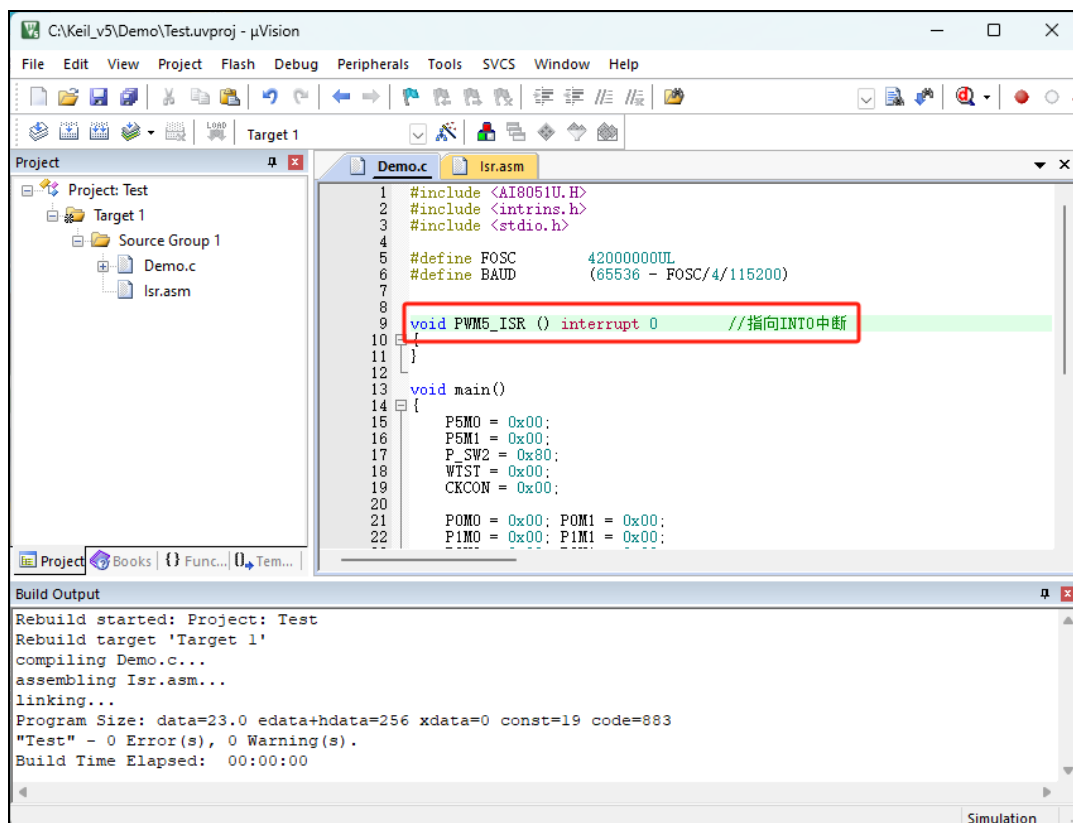 C:\Keil_v5\Demo\Test.uvproj - µVision
File Edit View Project Flash Debug Peripherals Tools SVCS Window Help
LOAD
Target 1
Project
Demo.c Isr.asm
Project: Test
Target 1
Source Group 1
Demo.c
Isr.asm
1 #include <AI8051U.H>
2 #include <intrins.h>
3 #include <stdio.h>
4
5 #define FOSC 42000000UL
6 #define BAUD (65536 - FOSC/4/115200)
7
8
9 void PWM5_ISR () interrupt 0 //指向INT0中断
10 {
11 }
12
13 void main()
14 {
15 P5M0 = 0x00;
16 P5M1 = 0x00;
17 P_SW2 = 0x80;
18 WTST = 0x00;
19 CKCON = 0x00;
20
21 P0M0 = 0x00; P0M1 = 0x00;
22 P1M0 = 0x00; P1M1 = 0x00;
Project Books {} Func... Tem...
Build Output
Rebuild started: Project: Test
Rebuild target 'Target 1'
compiling Demo.c...
assembling Isr.asm...
linking...
Program Size: data=23.0 edata+hdata=256 xdata=0 const=19 code=883
"Test" - 0 Error(s), 0 Warning(s).
Build Time Elapsed: 00:00:00
Simulation